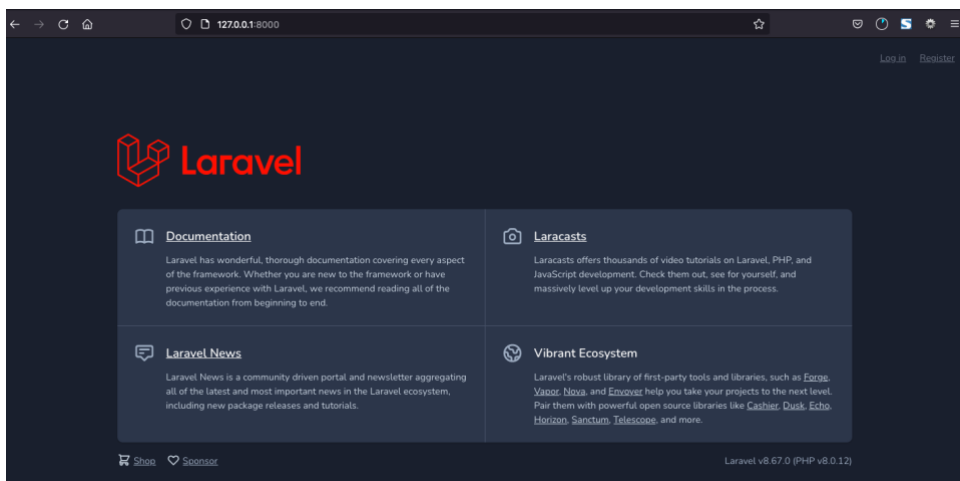 127.0.0.1:8000
Log in Register
Laravel
Documentation
Laravel has wonderful, thorough documentation covering every aspect
of the framework. Whether you are new to the framework or have
previous experience with Laravel, we recommend reading all of the
documentation from beginning to end.
Laracasts
Laracasts offers thousands of video tutorials on Laravel, PHP, and
JavaScript development. Check them out, see for yourself, and
massively level up your development skills in the process.
Laravel News
Laravel News is a community driven portal and newsletter aggregating
all of the latest and most important news in the Laravel ecosystem,
including new package releases and tutorials.
Vibrant Ecosystem
Laravel's robust library of first-party tools and libraries, such as Forge,
Vapor, Nova, and Envoyer help you take your projects to the next level.
Pair them with powerful open source libraries like Cashier, Dusk, Echo,
Horizon, Sanctum, Telescope, and more.
Shop Sponsor
Laravel v8.67.0 (PHP v8.0.12)